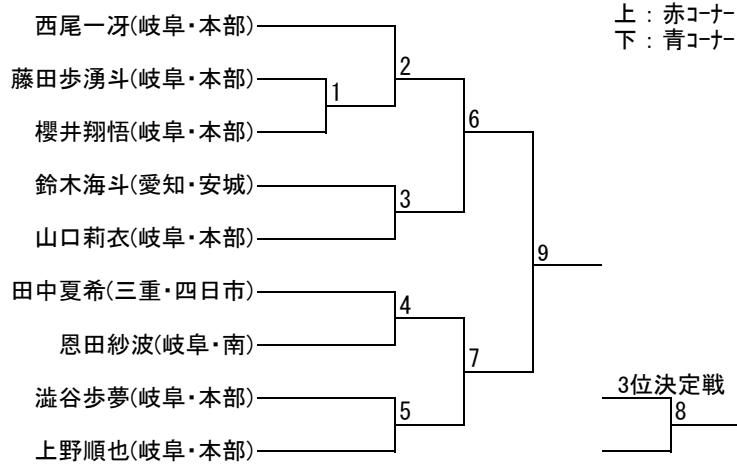 上：赤ｺｰﾅｰ
下：青ｺｰﾅｰ
西尾一冴(岐阜・本部)
藤田歩湧斗(岐阜・本部)
櫻井翔悟(岐阜・本部)
鈴木海斗(愛知・安城)
山口莉衣(岐阜・本部)
田中夏希(三重・四日市)
恩田紗波(岐阜・南)
澁谷歩夢(岐阜・本部)
上野順也(岐阜・本部)
1
2
3
4
5
6
7
9
3位決定戦
8